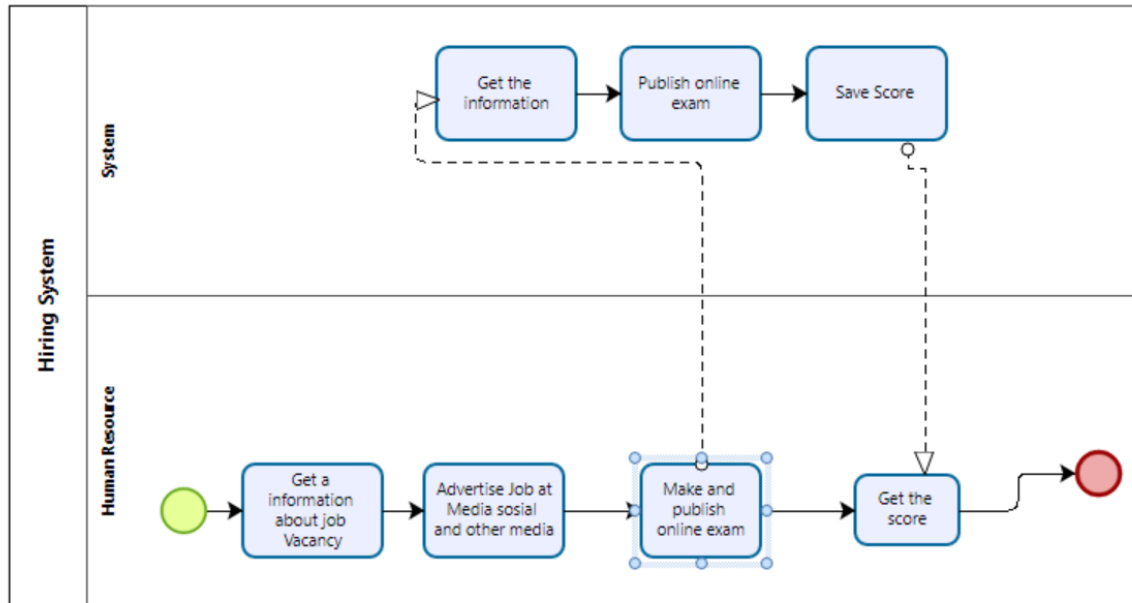 Hiring System
System
Get the
information
Publish online
exam
Save Score
Human Resource
Get a
information
about job
Vacancy
Advertise Job at
Media sosial
and other media
Make and
publish
online exam
Get the
score